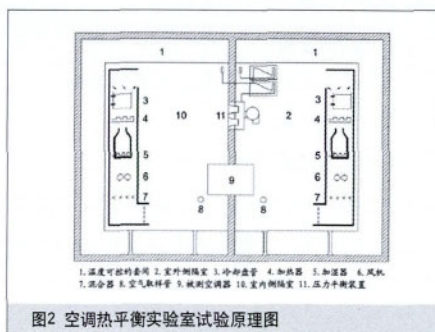 1 1
3 3
4 10 11 2 4
5 5
6 9 6
7 8 8 7
1.温度可控的套间 2.室外侧隔室 3.冷却盘管 4.加热器 5.加湿器 6.风机
7.混合器 8.空气取样管 9.被测空调器 10.室内侧隔室 11.压力平衡装置
图2 空调热平衡实验室试验原理图